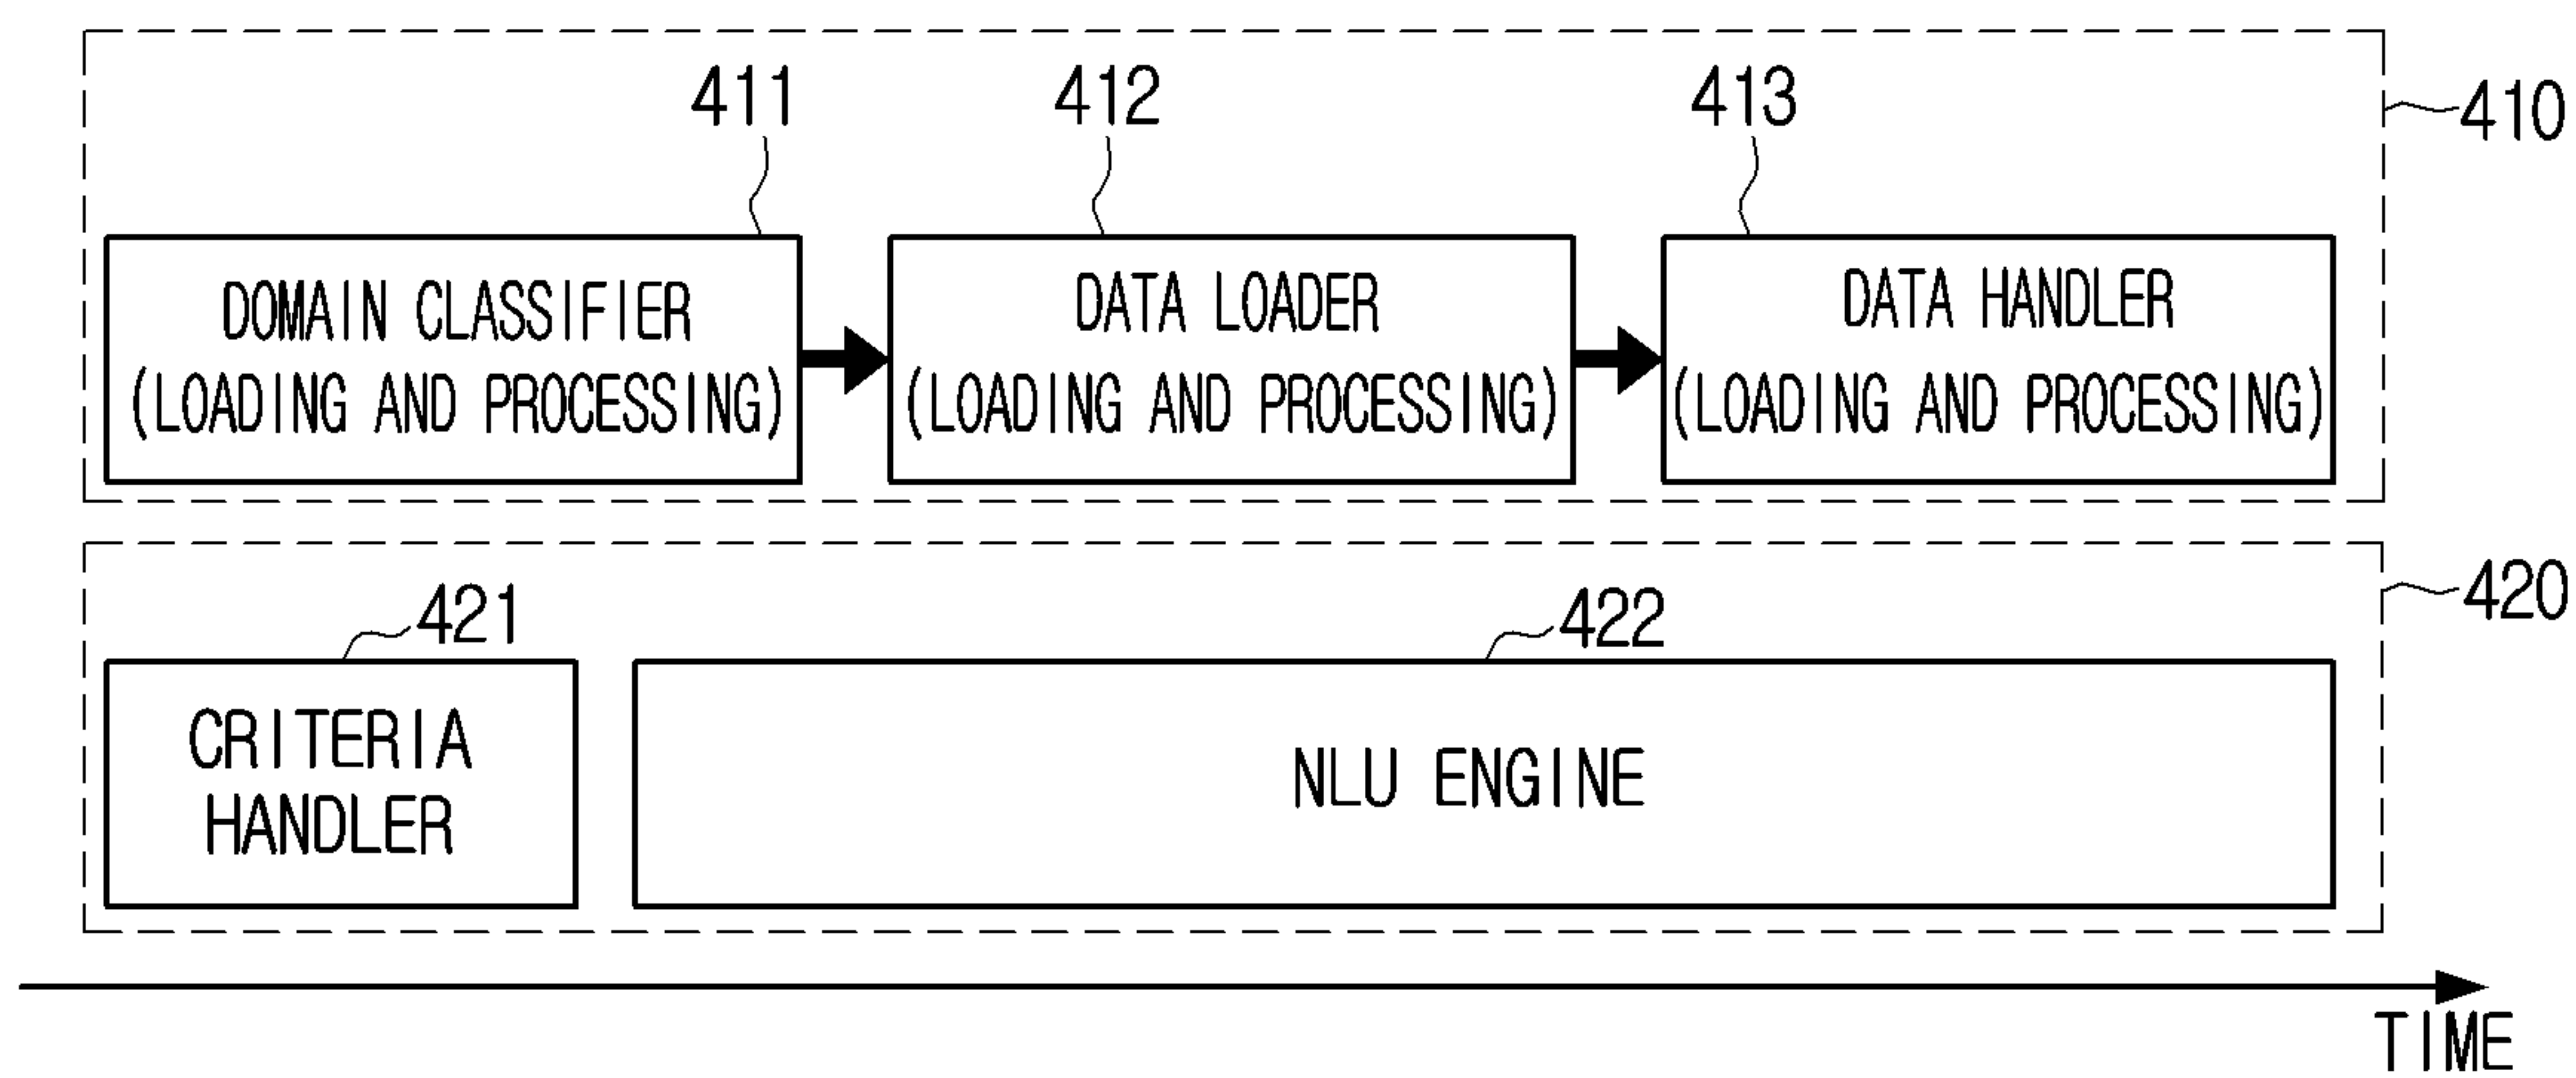 411
412
413
410
DOMAIN CLASSIFIER
(LOADING AND PROCESSING)
DATA LOADER
(LOADING AND PROCESSING)
DATA HANDLER
(LOADING AND PROCESSING)
421
422
420
CRITERIA
HANDLER
NLU ENGINE
TIME